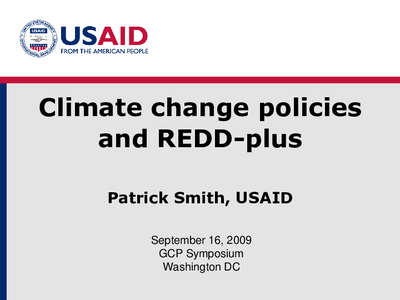 USAID
USAID
FROM THE AMERICAN PEOPLE
Climate change policies
and REDD-plus
Patrick Smith, USAID
September 16, 2009
GCP Symposium
Washington DC